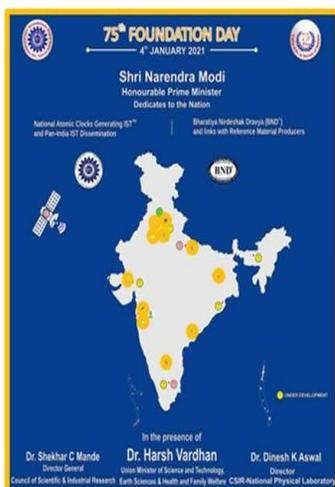 75th FOUNDATION DAY
4th JANUARY 2021
Shri Narendra Modi
Honourable Prime Minister
Dedicates to the Nation
National Atomic Clocks Generating IST
and Pan-India IST Dissemination
Bharatiya Nirdeshak Dravya (BND®)
and links with Reference Material Producers
BND
UNDER DEVELOPMENT
In the presence of
Dr. Shekhar C Mande
Director General
Council of Scientific & Industrial Research
Dr. Harsh Vardhan
Union Minister of Science and Technology,
Earth Sciences & Health and Family Welfare
Dr. Dinesh K Aswal
Director
CSIR-National Physical Laboratory